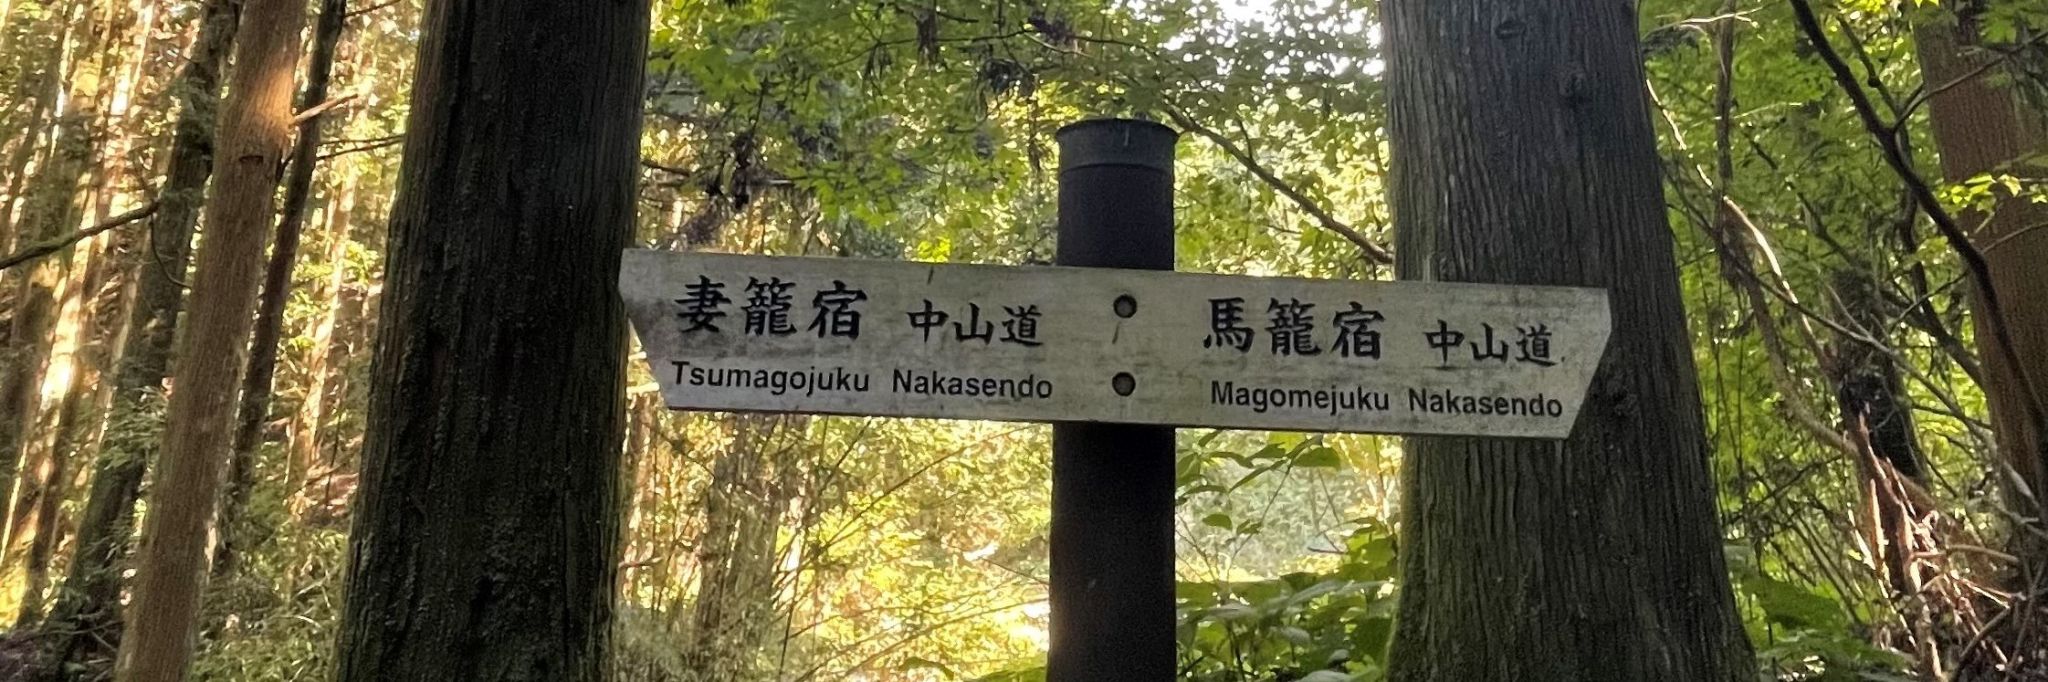 妻籠宿 中山道
Tsumagojuku Nakasendo
馬籠宿 中山道
Magomejuku Nakasendo